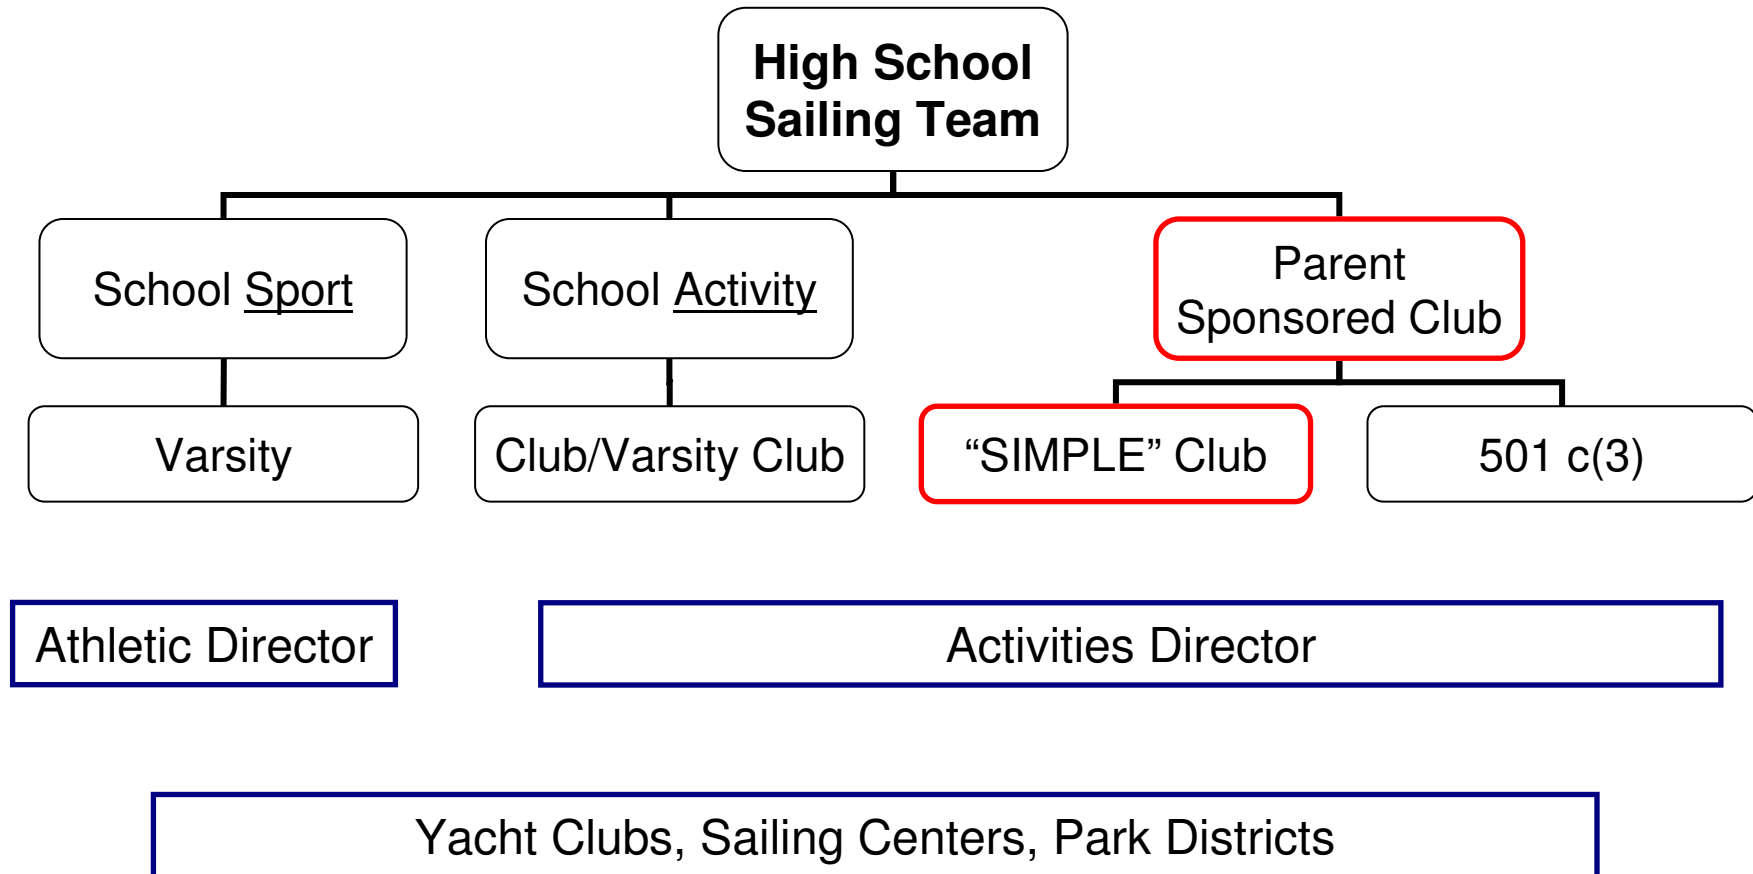 High School
Sailing Team
School Sport
School Activity
Parent
Sponsored Club
Varsity
Club/Varsity Club
“SIMPLE” Club
501 c(3)
Athletic Director
Activities Director
Yacht Clubs, Sailing Centers, Park Districts